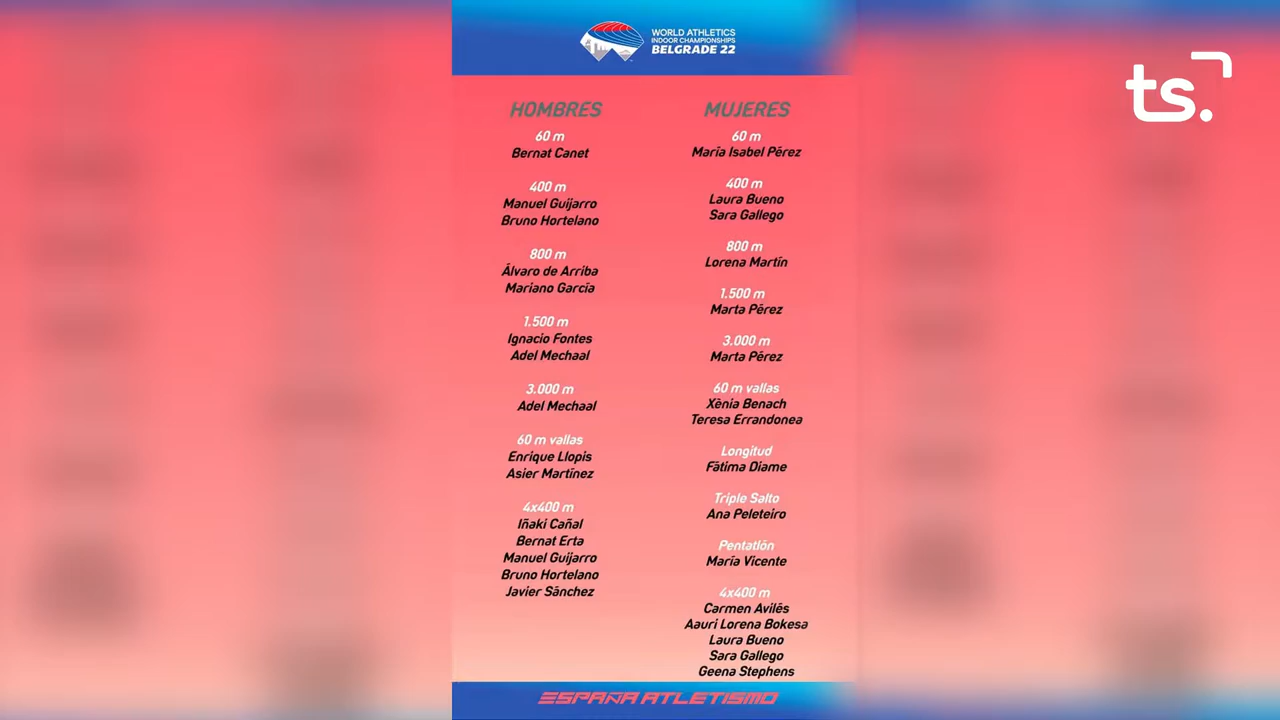 WORLD ATHLETICS
INDOOR CHAMPIONSHIPS
BELGRADE 22
ts.
HOMBRES
60 m
Bernat Canet
400 m
Manuel Guijarro
Bruno Hortelano
800 m
Álvaro de Arriba
Mariano García
1.500 m
Ignacio Fontes
Adel Mechaal
3.000 m
Adel Mechaal
60 m vallas
Enrique Llopis
Asier Martínez
4x400 m
Iñaki Cañal
Bernat Erta
Manuel Guijarro
Bruno Hortelano
Javier Sánchez
MUJERES
60 m
María Isabel Pérez
400 m
Laura Bueno
Sara Gallego
800 m
Lorena Martín
1.500 m
Marta Pérez
3.000 m
Marta Pérez
60 m vallas
Xènia Benach
Teresa Errandonea
Longitud
Fátima Diame
Triple Salto
Ana Peleteiro
Pentatlón
María Vicente
4x400 m
Carmen Avilés
Aauri Lorena Bokesa
Laura Bueno
Sara Gallego
Geena Stephens
ESPAÑA ATLETISMO